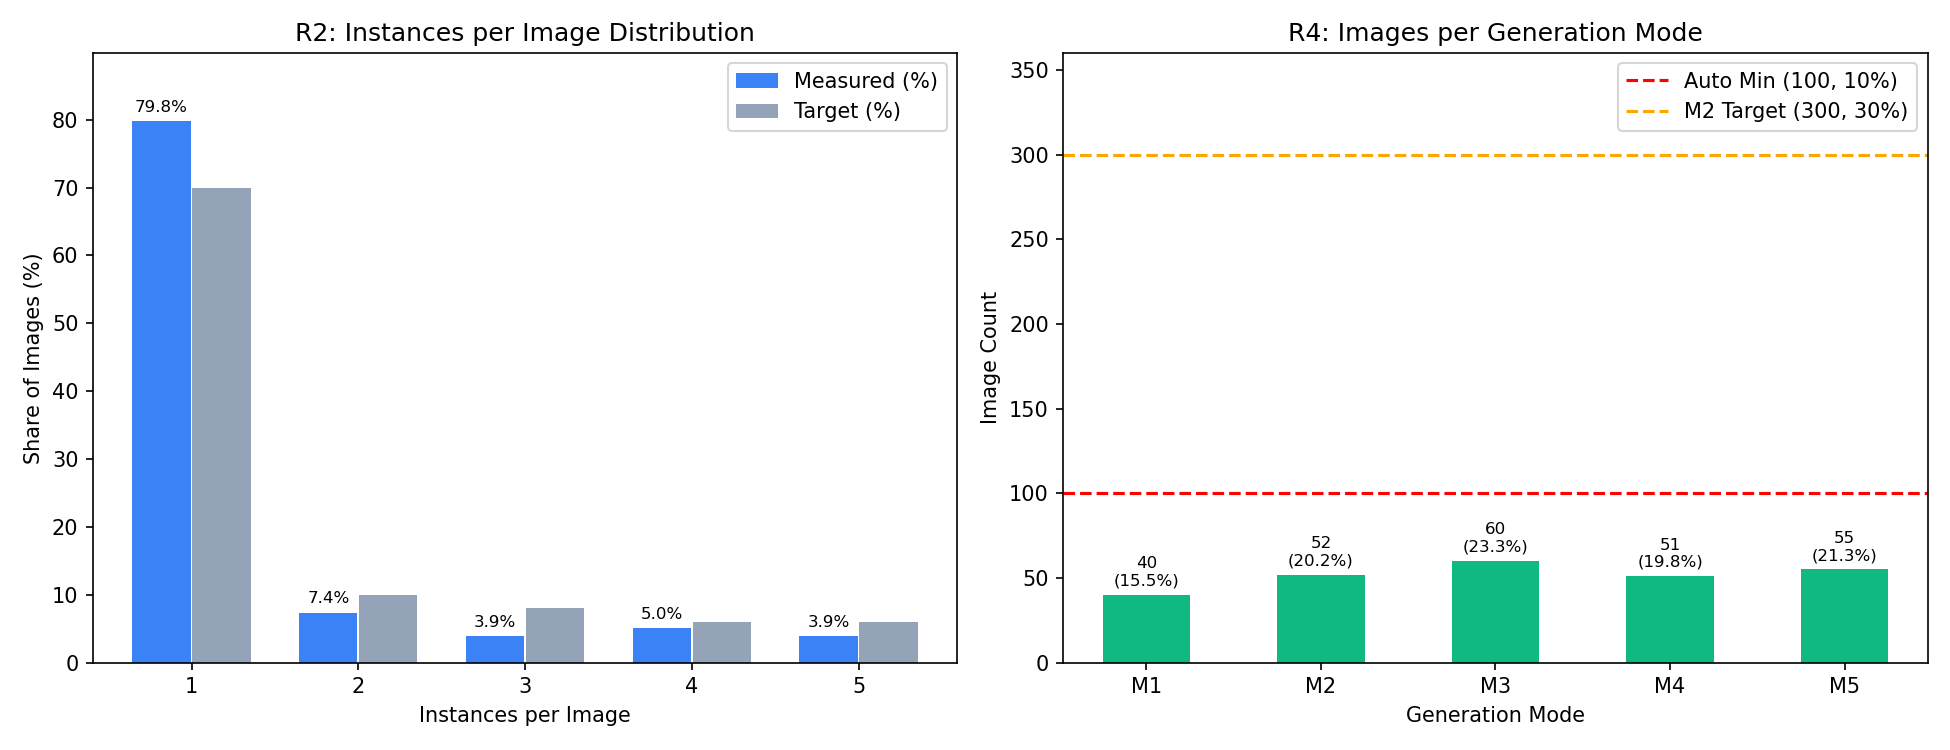 R2: Instances per Image Distribution
Measured (%)
Target (%)
79.8%
7.4%
3.9%
5.0%
3.9%
80
70
60
50
40
30
20
10
0
Share of Images (%)
1 2 3 4 5
Instances per Image
R4: Images per Generation Mode
Auto Min (100, 10%)
M2 Target (300, 30%)
350
300
250
200
150
100
50
0
Image Count
40
(15.5%)
52
(20.2%)
60
(23.3%)
51
(19.8%)
55
(21.3%)
M1 M2 M3 M4 M5
Generation Mode